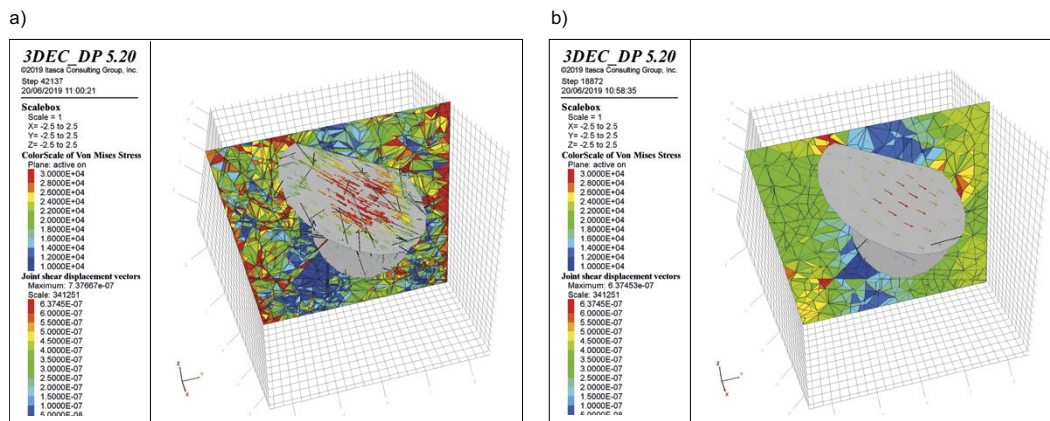 a)
3DEC_DP 5.20
©2019 Itasca Consulting Group, Inc.
Step 42137
20/06/2019 11:00:21
Scalebox
Scale = 1
X= -2.5 to 2.5
Y= -2.5 to 2.5
Z= -2.5 to 2.5
ColorScale of Von Mises Stress
Plane: active on
3.0000E+04
2.8000E+04
2.6000E+04
2.4000E+04
2.2000E+04
2.0000E+04
1.8000E+04
1.6000E+04
1.4000E+04
1.2000E+04
1.0000E+04
Joint shear displacement vectors
Maximum: 7.37667e-07
Scale: 341251
6.3745E-07
6.0000E-07
5.5000E-07
5.0000E-07
4.5000E-07
4.0000E-07
3.5000E-07
3.0000E-07
2.5000E-07
2.0000E-07
1.5000E-07
1.0000E-07
5.0000E-08
Z
Y
X
b)
3DEC_DP 5.20
©2019 Itasca Consulting Group, Inc.
Step 18872
20/06/2019 10:58:35
Scalebox
Scale = 1
X= -2.5 to 2.5
Y= -2.5 to 2.5
Z= -2.5 to 2.5
ColorScale of Von Mises Stress
Plane: active on
3.0000E+04
2.8000E+04
2.6000E+04
2.4000E+04
2.2000E+04
2.0000E+04
1.8000E+04
1.6000E+04
1.4000E+04
1.2000E+04
1.0000E+04
Joint shear displacement vectors
Maximum: 6.37453e-07
Scale: 341251
6.3745E-07
6.0000E-07
5.5000E-07
5.0000E-07
4.5000E-07
4.0000E-07
3.5000E-07
3.0000E-07
2.5000E-07
2.0000E-07
1.5000E-07
1.0000E-07
5.0000E-08
Z
Y
X